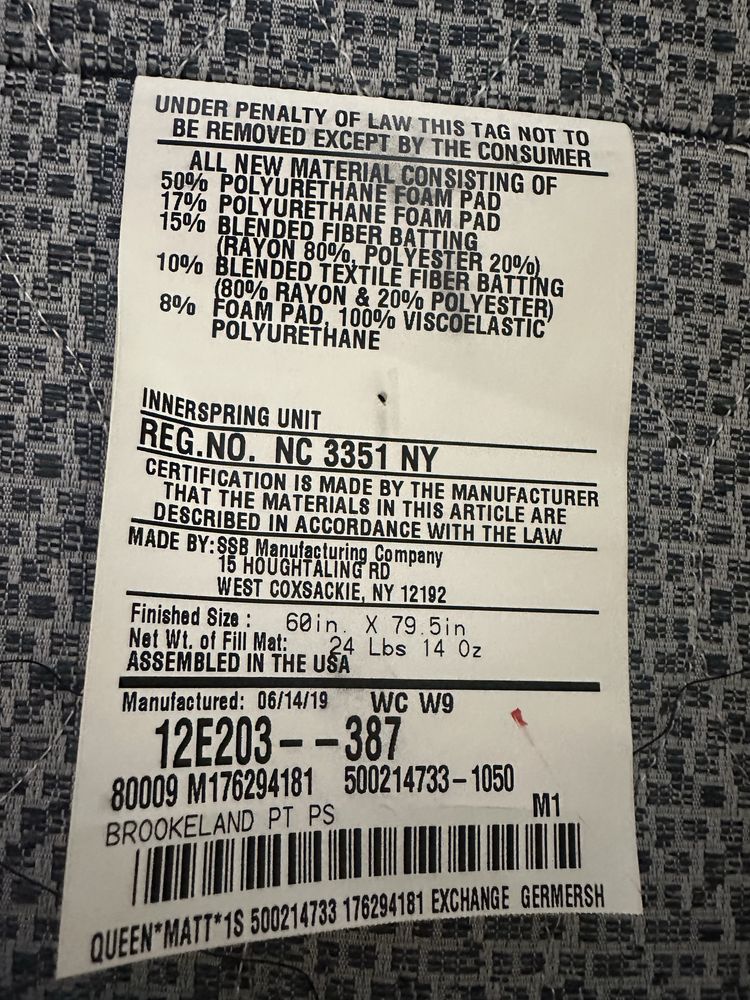 UNDER PENALTY OF LAW THIS TAG NOT TO
BE REMOVED EXCEPT BY THE CONSUMER
ALL NEW MATERIAL CONSISTING OF
50% POLYURETHANE FOAM PAD
17% POLYURETHANE FOAM PAD
15% BLENDED FIBER BATTING
(RAYON 80%, POLYESTER 20%)
10% BLENDED TEXTILE FIBER BATTING
(80% RAYON & 20% POLYESTER)
8% FOAM PAD, 100% VISCOELASTIC
POLYURETHANE
INNERSPRING UNIT
REG.NO. NC 3351 NY
CERTIFICATION IS MADE BY THE MANUFACTURER
THAT THE MATERIALS IN THIS ARTICLE ARE
DESCRIBED IN ACCORDANCE WITH THE LAW
MADE BY:SSB Manufacturing Company
15 HOUGHTALING RD
WEST COXSACKIE, NY 12192
Finished Size : 60in. X 79.5in
Net Wt. of Fill Mat: 24 Lbs 14 Oz
ASSEMBLED IN THE USA
Manufactured: 06/14/19 WC W9
12E203--387
80009 M176294181 500214733-1050
M1
BROOKELAND PT PS
QUEEN*MATT*1S 500214733 176294181 EXCHANGE GERMERSH